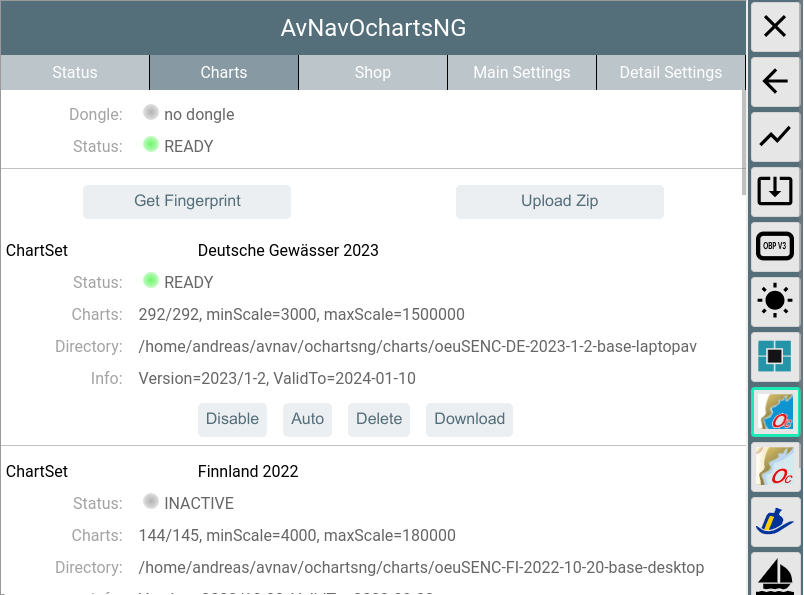 AvNavOchartsNG
Status Charts Shop Main Settings Detail Settings
Dongle: no dongle
Status: READY
Get Fingerprint Upload Zip
ChartSet Deutsche Gewässer 2023
Status: READY
Charts: 292/292, minScale=3000, maxScale=1500000
Directory: /home/andreas/avnav/ochartsng/charts/oeuSENC-DE-2023-1-2-base-laptopav
Info: Version=2023/1-2, ValidTo=2024-01-10
Disable Auto Delete Download
ChartSet Finnland 2022
Status: INACTIVE
Charts: 144/145, minScale=4000, maxScale=180000
Directory: /home/andreas/avnav/ochartsng/charts/oeuSENC-FI-2022-10-20-base-desktop
OBP V3
Oc
Oc